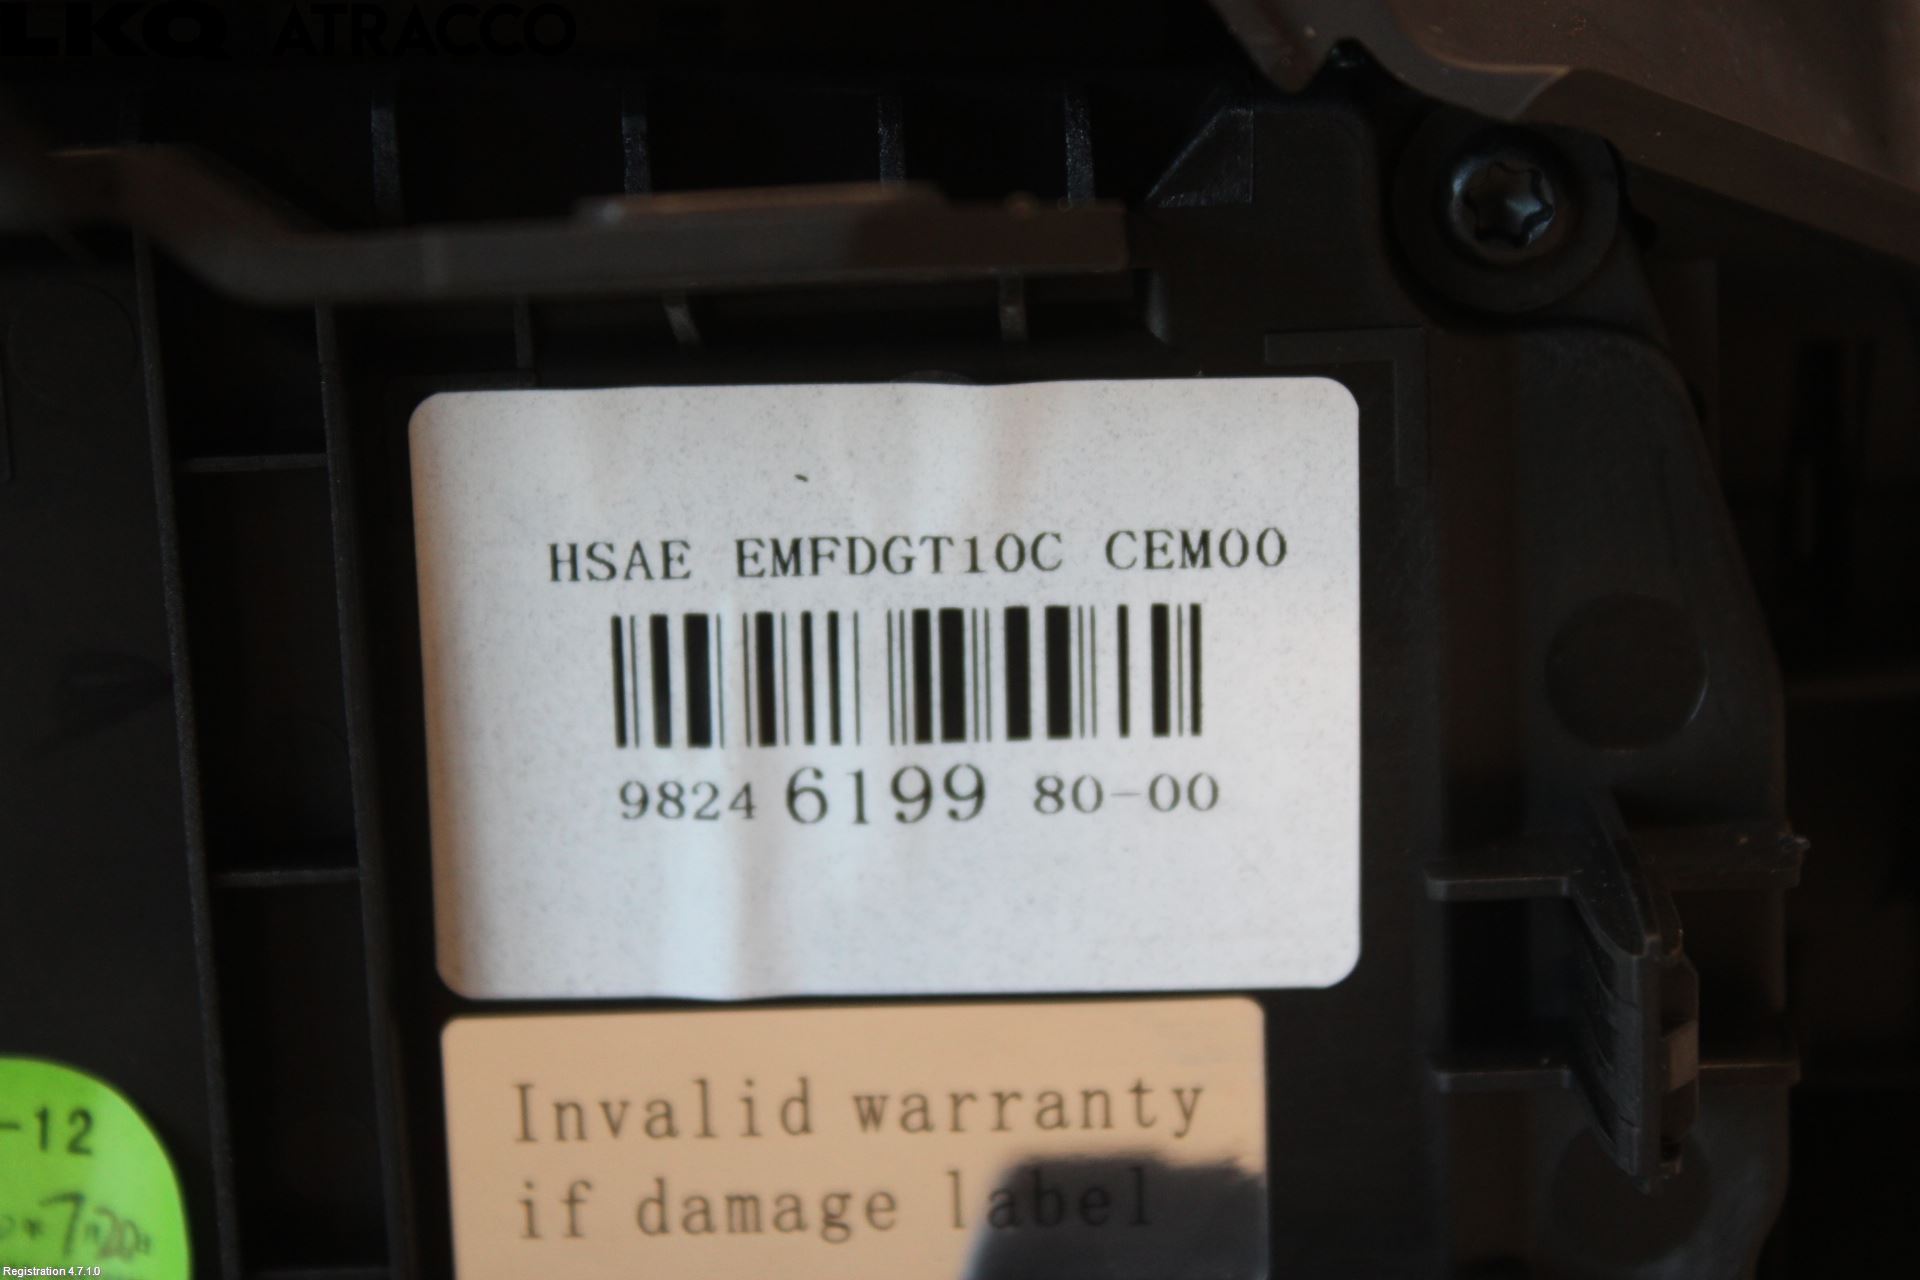 LKQ ATRACCO
HSAE EMFDGT10C CEM00
9824 6199 80-00
Invalid warranty
if damage label
-12
Registration 4.7.1.0